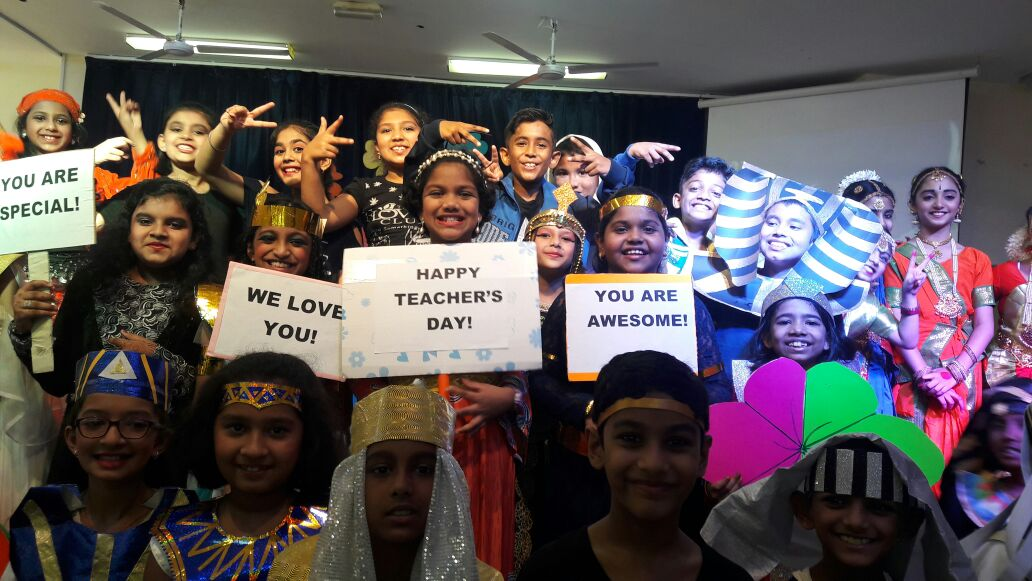 YOU ARE
SPECIAL!
WE LOVE
YOU!
HAPPY
TEACHER'S
DAY!
YOU ARE
AWESOME!